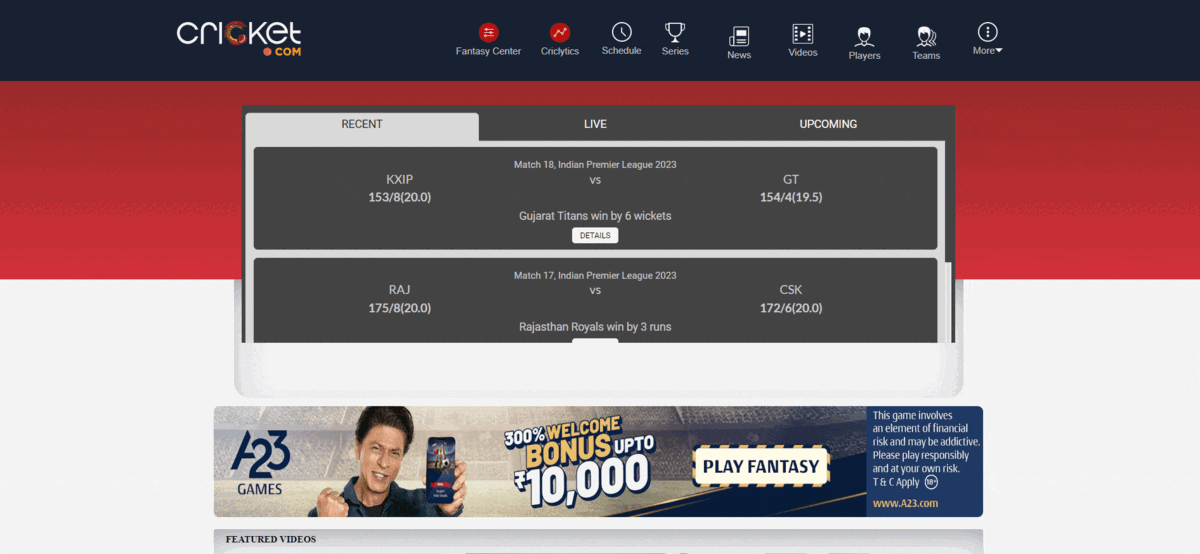 cricket
.COM
Fantasy Center
Criclytics
Schedule
Series
News
Videos
Players
Teams
More
RECENT
LIVE
UPCOMING
Match 18, Indian Premier League 2023
KXIP
vs
GT
153/8(20.0)
154/4(19.5)
Gujarat Titans win by 6 wickets
DETAILS
Match 17, Indian Premier League 2023
RAJ
vs
CSK
175/8(20.0)
172/6(20.0)
Rajasthan Royals win by 3 runs
A23
GAMES
300% WELCOME
BONUS UPTO
₹10,000
PLAY FANTASY
This game involves
an element of financial
risk and may be addictive.
Please play responsibly
and at your own risk.
T & C Apply 18+
www.A23.com
FEATURED VIDEOS